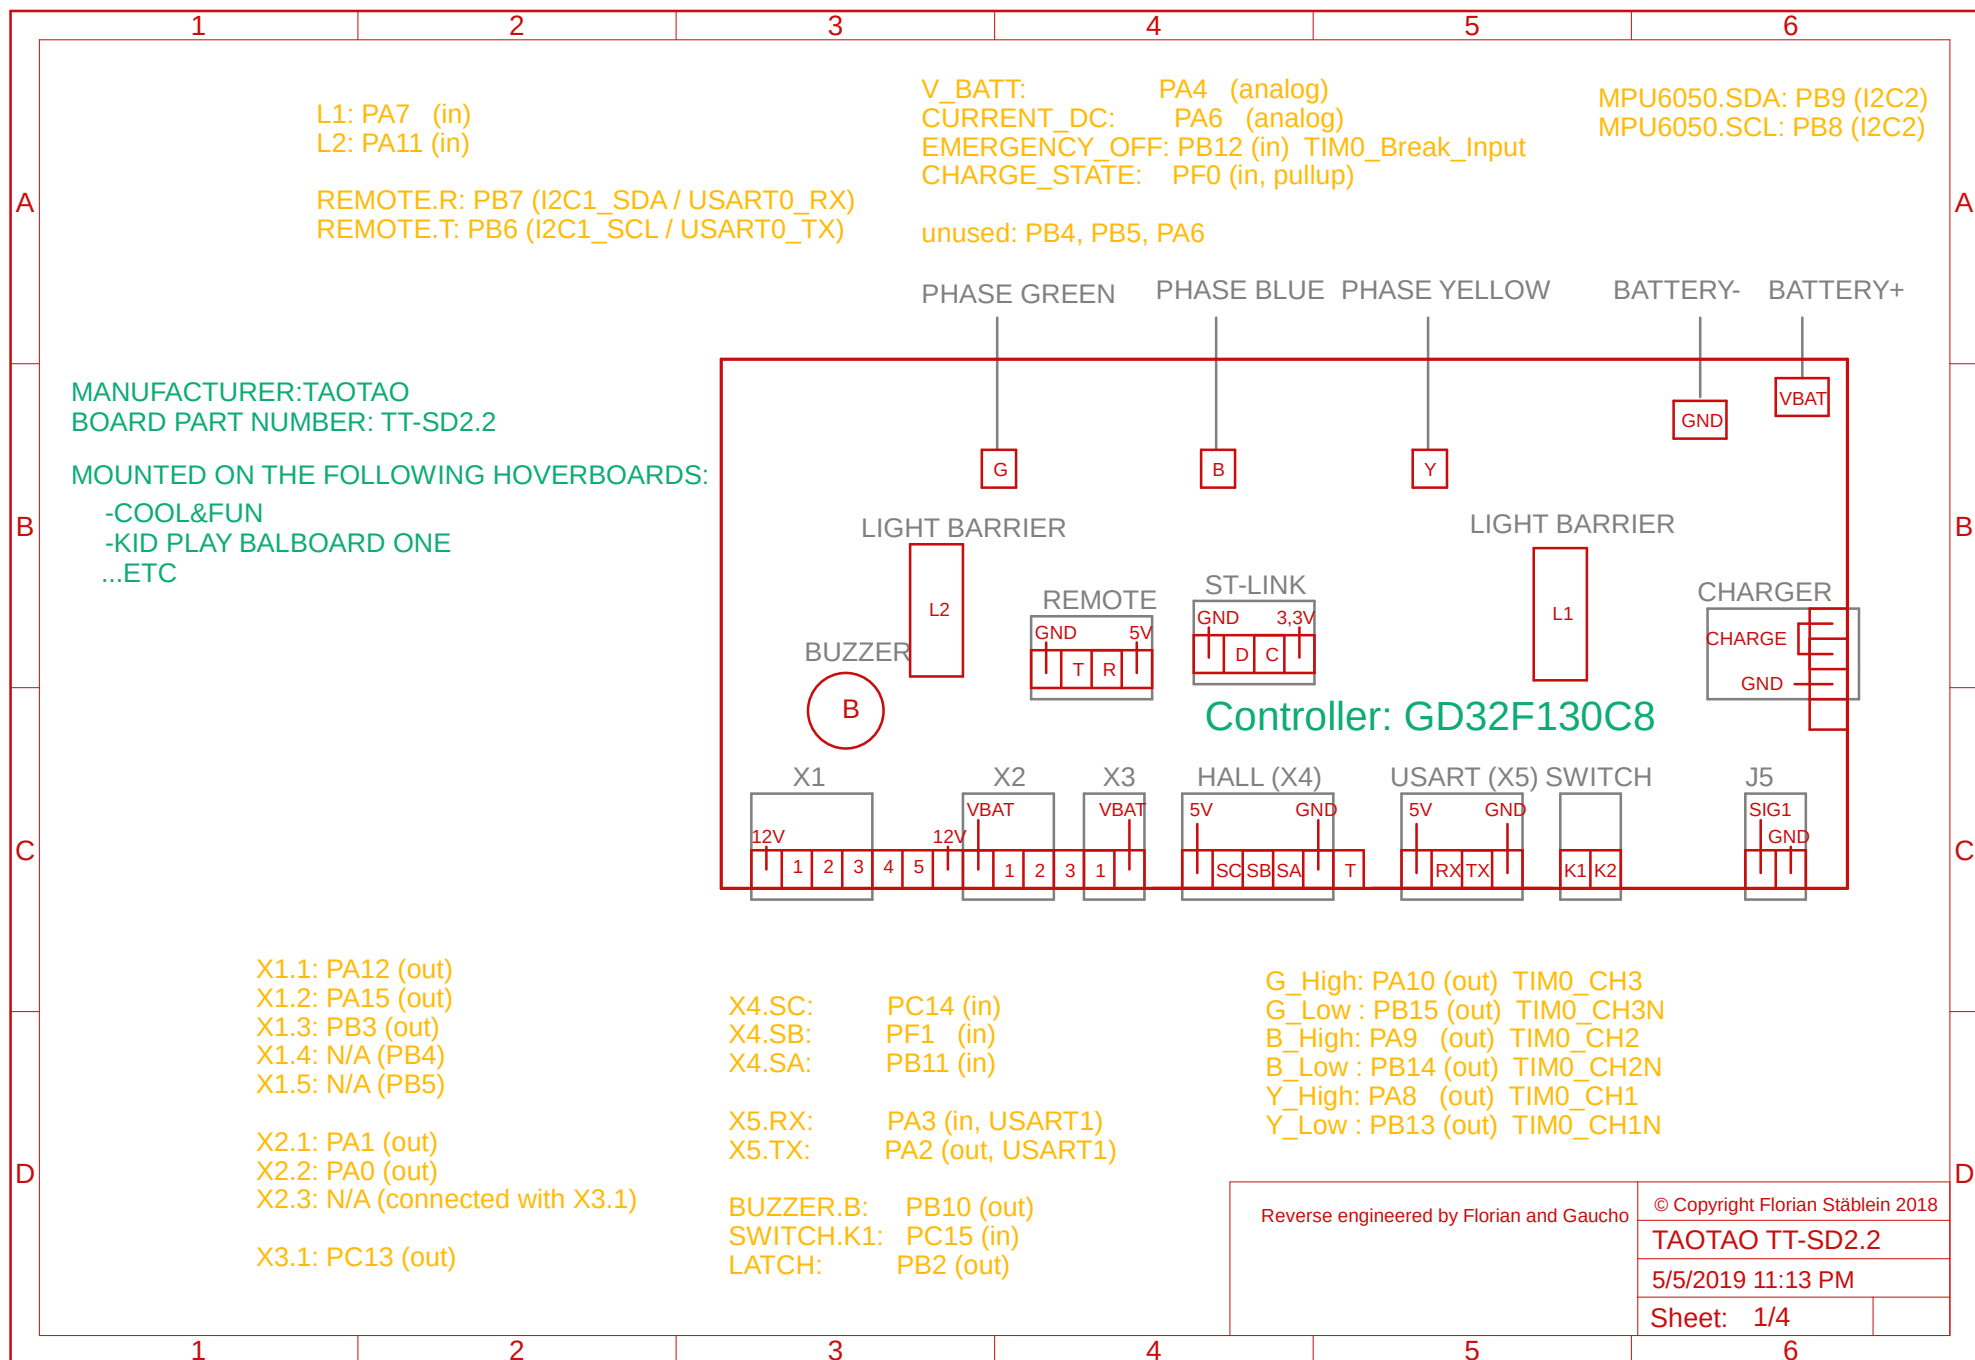 1 2 3 4 5 6
L1: PA7 (in)
L2: PA11 (in)
REMOTE.R: PB7 (I2C1_SDA / USART0_RX)
REMOTE.T: PB6 (I2C1_SCL / USART0_TX)
V_BATT: PA4 (analog)
CURRENT_DC: PA6 (analog)
EMERGENCY_OFF: PB12 (in) TIM0_Break_Input
CHARGE_STATE: PF0 (in, pullup)
unused: PB4, PB5, PA6
MPU6050.SDA: PB9 (I2C2)
MPU6050.SCL: PB8 (I2C2)
A A
PHASE GREEN PHASE BLUE PHASE YELLOW BATTERY- BATTERY+
MANUFACTURER:TAOTAO
BOARD PART NUMBER: TT-SD2.2
MOUNTED ON THE FOLLOWING HOVERBOARDS:
-COOL&FUN
-KID PLAY BALBOARD ONE
...ETC
VBAT
GND
G B Y
B B
LIGHT BARRIER LIGHT BARRIER
L2 L1
REMOTE
GND 5V
T R
ST-LINK
GND 3,3V
D C
CHARGER
CHARGE
GND
BUZZER
B
Controller: GD32F130C8
X1 X2 X3 HALL (X4) USART (X5) SWITCH J5
12V 12V VBAT VBAT 5V GND 5V GND SIG1
GND
1 2 3 4 5 1 2 3 1 SC SB SA T RX TX K1 K2
C C
X1.1: PA12 (out)
X1.2: PA15 (out)
X1.3: PB3 (out)
X1.4: N/A (PB4)
X1.5: N/A (PB5)
X2.1: PA1 (out)
X2.2: PA0 (out)
X2.3: N/A (connected with X3.1)
X3.1: PC13 (out)
X4.SC: PC14 (in)
X4.SB: PF1 (in)
X4.SA: PB11 (in)
X5.RX: PA3 (in, USART1)
X5.TX: PA2 (out, USART1)
BUZZER.B: PB10 (out)
SWITCH.K1: PC15 (in)
LATCH: PB2 (out)
G_High: PA10 (out) TIM0_CH3
G_Low : PB15 (out) TIM0_CH3N
B_High: PA9 (out) TIM0_CH2
B_Low : PB14 (out) TIM0_CH2N
Y_High: PA8 (out) TIM0_CH1
Y_Low : PB13 (out) TIM0_CH1N
D D
Reverse engineered by Florian and Gaucho
© Copyright Florian Stäblein 2018
TAOTAO TT-SD2.2
5/5/2019 11:13 PM
Sheet: 1/4
1 2 3 4 5 6